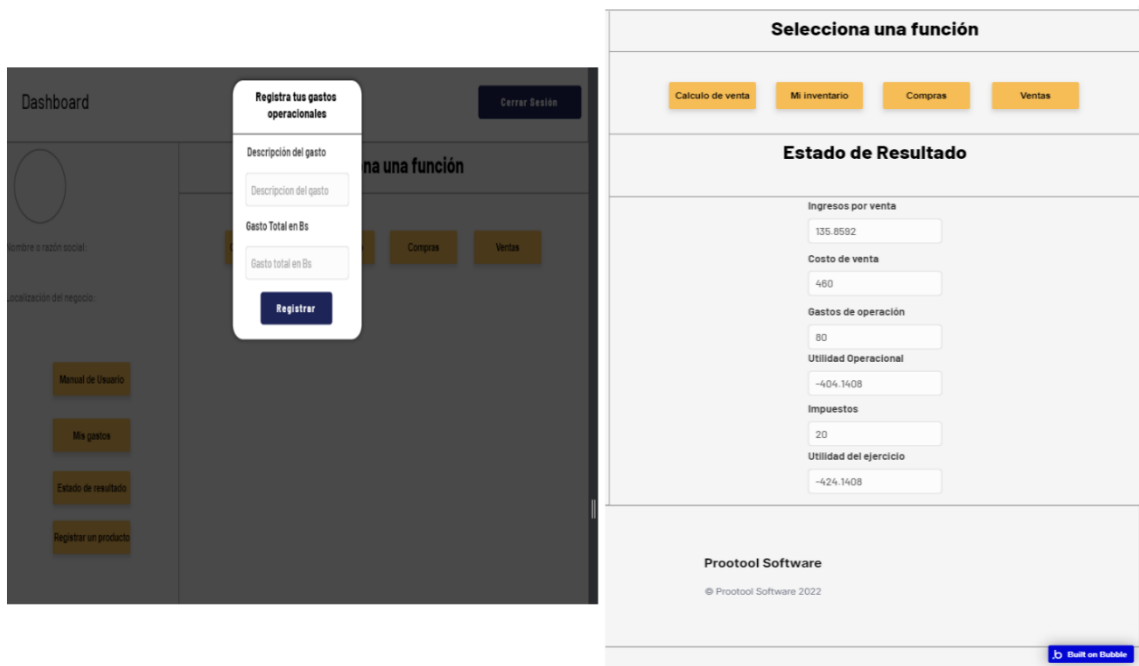 Dashboard
Cerrar Sesión
Registra tus gastos
operacionales
Descripción del gasto
Descripcion del gasto
Gasto Total en Bs
Gasto total en Bs
Registrar
na una función
Compras
Ventas
Nombre o razón social:
Localización del negocio:
Manual de Usuario
Mis gastos
Estado de resultado
Registrar un producto
Selecciona una función
Calculo de venta
Mi inventario
Compras
Ventas
Estado de Resultado
Ingresos por venta
135.8592
Costo de venta
460
Gastos de operación
80
Utilidad Operacional
-404.1408
Impuestos
20
Utilidad del ejercicio
-424.1408
Prootool Software
© Prootool Software 2022
b Built on Bubble